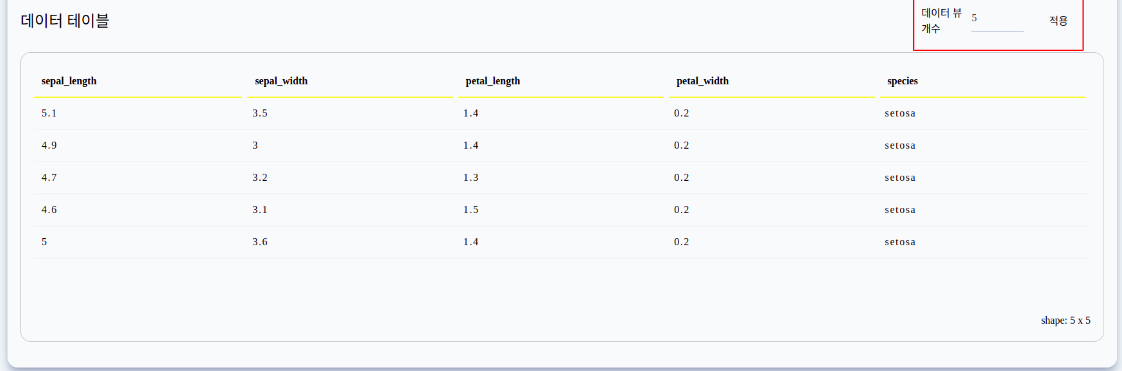 데이터 테이블
데이터 뷰
개수
5
적용
sepal_length sepal_width petal_length petal_width species
5.1 3.5 1.4 0.2 setosa
4.9 3 1.4 0.2 setosa
4.7 3.2 1.3 0.2 setosa
4.6 3.1 1.5 0.2 setosa
5 3.6 1.4 0.2 setosa
shape: 5 x 5